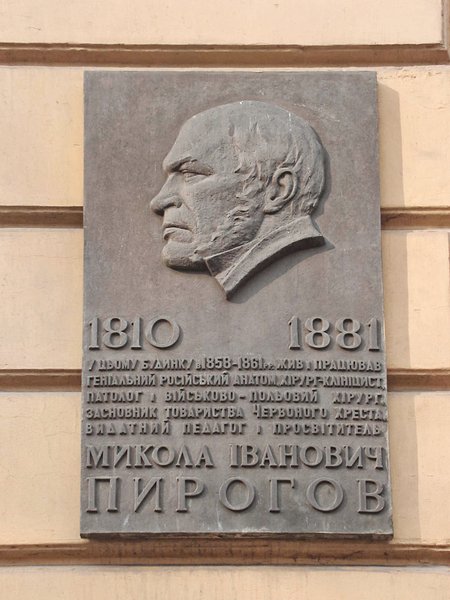 1810 1881
У ЦЬОМУ БУДИНКУ в 1858-1861 рр. ЖИВ І ПРАЦЮВАВ
ГЕНІАЛЬНИЙ РОСІЙСЬКИЙ АНАТОМ, ХІРУРГ-КЛІНІЦИСТ,
ПАТОЛОГ І ВІЙСЬКОВО-ПОЛЬОВИЙ ХІРУРГ.
ЗАСНОВНИК ТОВАРИСТВА ЧЕРВОНОГО ХРЕСТА.
ВИДАТНИЙ ПЕДАГОГ І ПРОСВІТИТЕЛЬ
МИКОЛА ІВАНОВИЧ
ПИРОГОВ